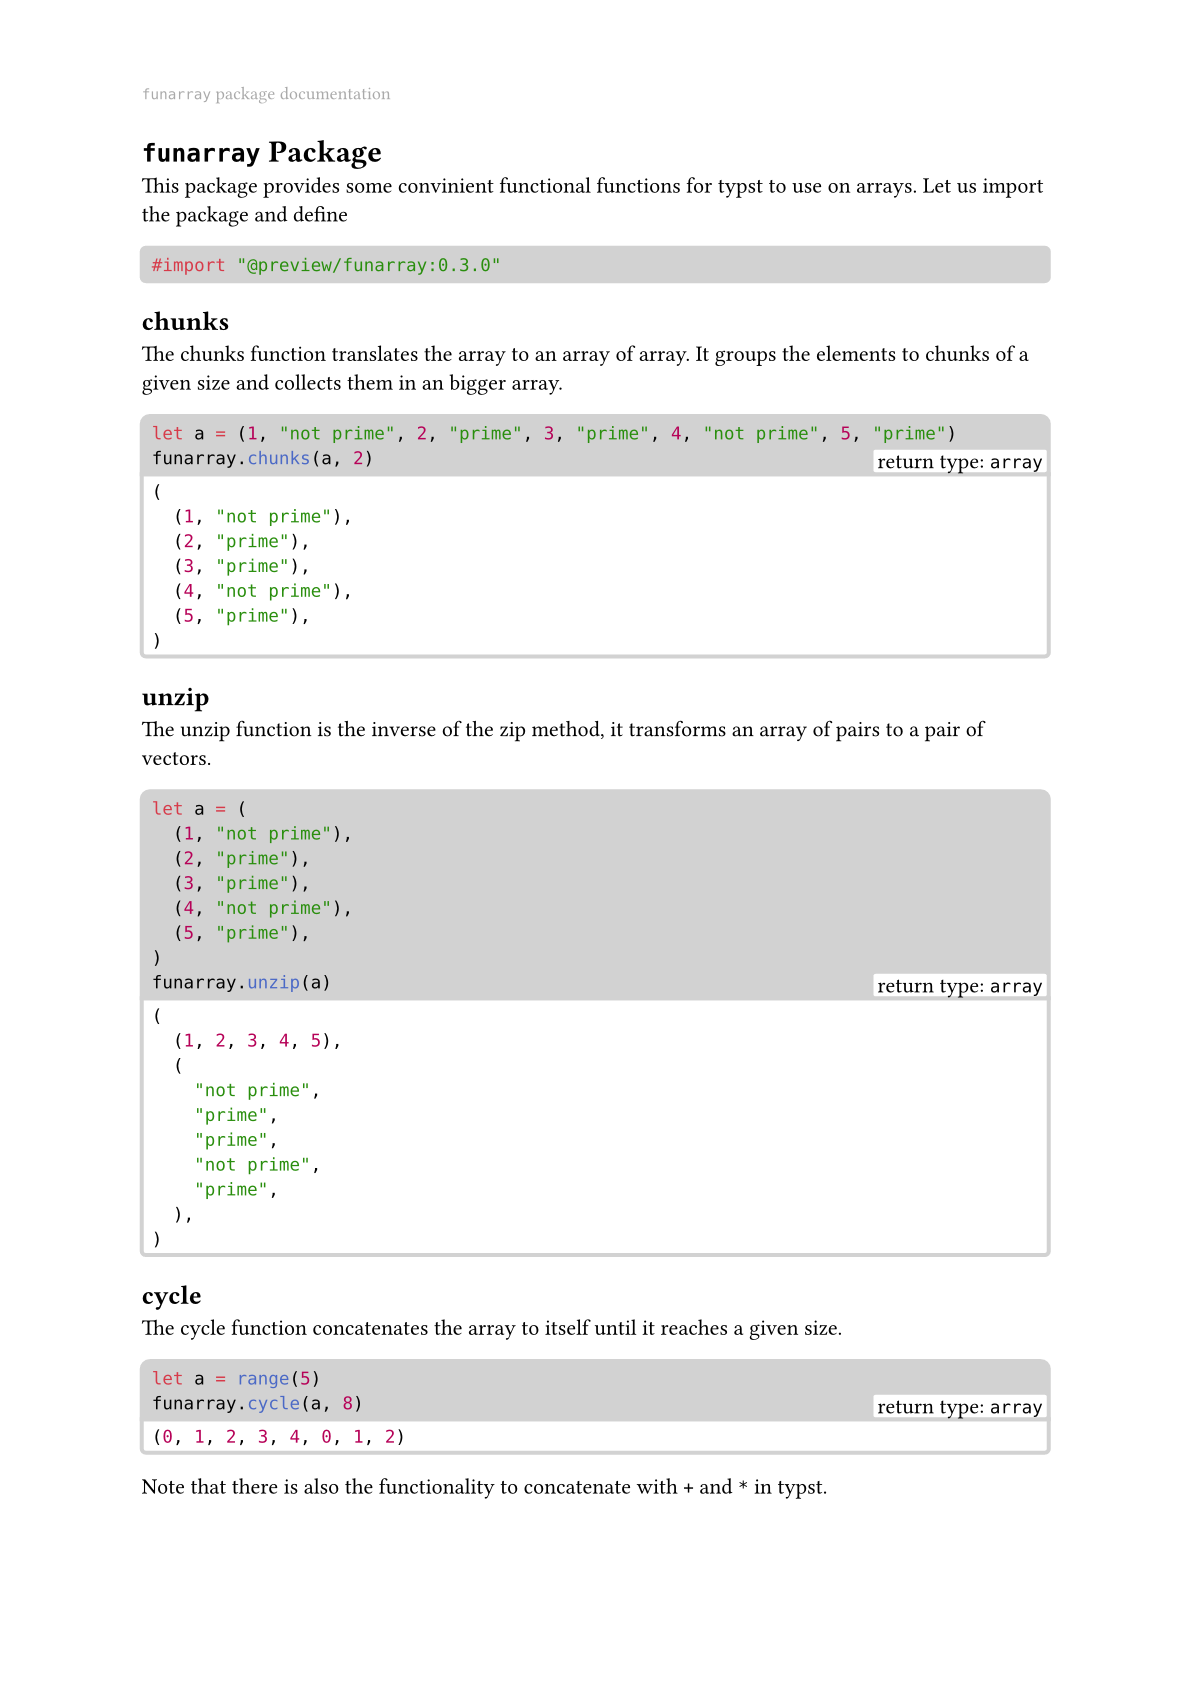 funarray package documentation
funarray Package
This package provides some convinient functional functions for typst to use on arrays. Let us import
the package and define
#import "@preview/funarray:0.3.0"
chunks
The chunks function translates the array to an array of array. It groups the elements to chunks of a
given size and collects them in an bigger array.
let a = (1, "not prime", 2, "prime", 3, "prime", 4, "not prime", 5, "prime")
funarray.chunks(a, 2)
return type: array
(
  (1, "not prime"),
  (2, "prime"),
  (3, "prime"),
  (4, "not prime"),
  (5, "prime"),
)
unzip
The unzip function is the inverse of the zip method, it transforms an array of pairs to a pair of
vectors.
let a = (
  (1, "not prime"),
  (2, "prime"),
  (3, "prime"),
  (4, "not prime"),
  (5, "prime"),
)
funarray.unzip(a)
return type: array
(
  (1, 2, 3, 4, 5),
  (
    "not prime",
    "prime",
    "prime",
    "not prime",
    "prime",
  ),
)
cycle
The cycle function concatenates the array to itself until it reaches a given size.
let a = range(5)
funarray.cycle(a, 8)
return type: array
(0, 1, 2, 3, 4, 0, 1, 2)
Note that there is also the functionality to concatenate with + and * in typst.